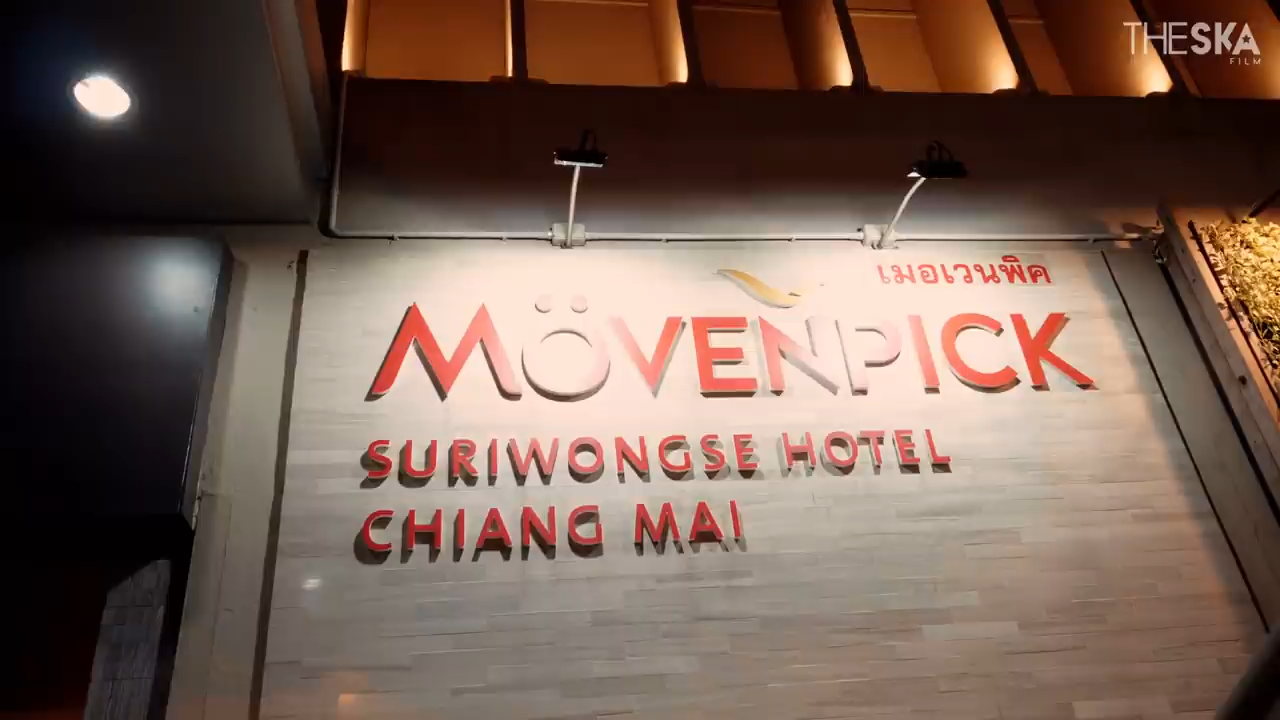 THESKA
FILM
เมอเวนพิค
MÖVENPICK
SURIWONGSE HOTEL
CHIANG MAI